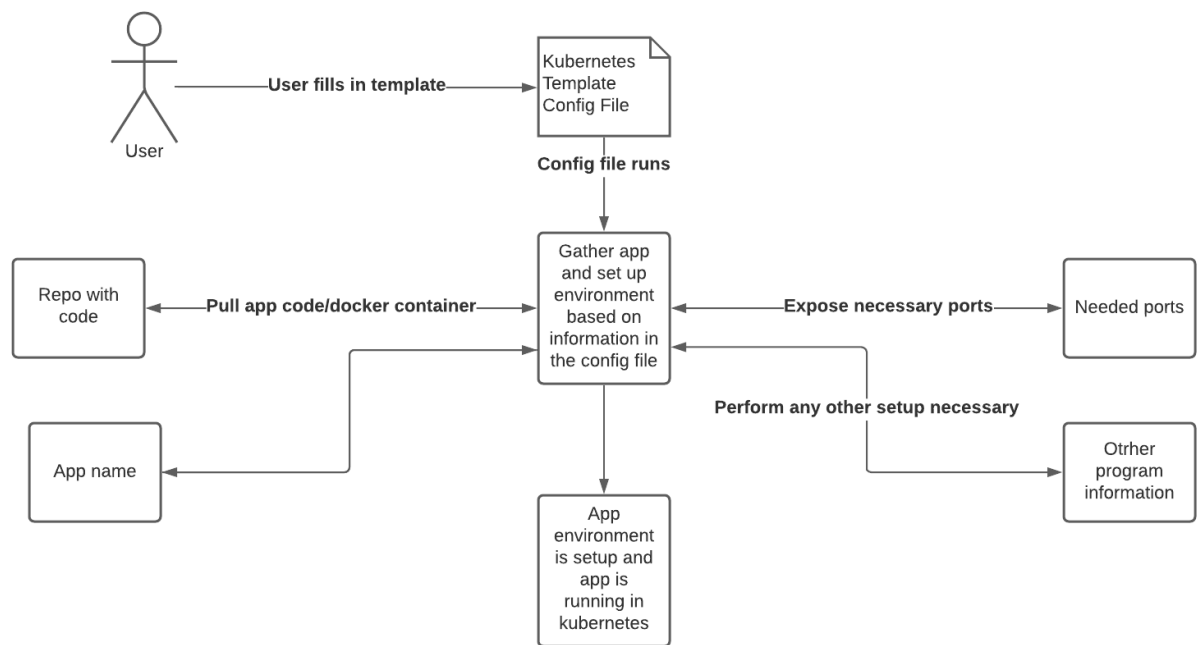 User fills in template
User
Kubernetes
Template
Config File
Config file runs
Gather app
and set up
environment
based on
information in
the config file
Repo with
code
Pull app code/docker container
Expose necessary ports
Needed ports
App name
Perform any other setup necessary
Otrher
program
information
App
environment
is setup and
app is
running in
kubernetes